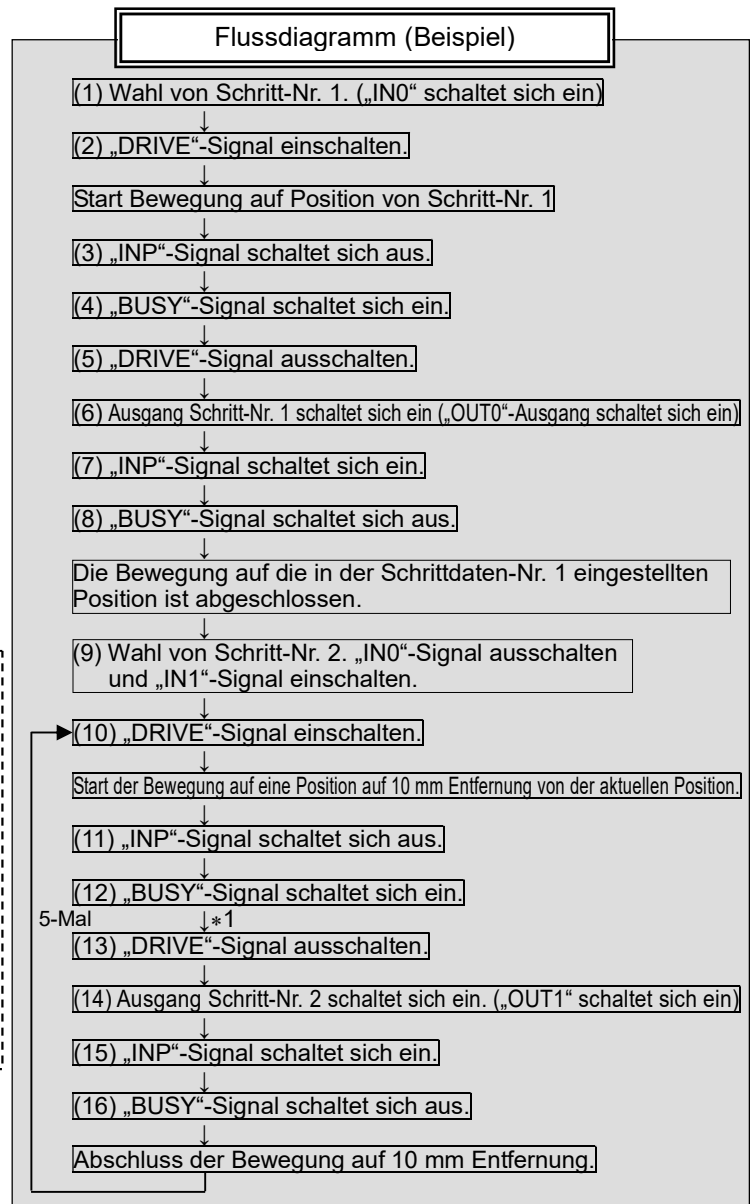 Flussdiagramm (Beispiel)
(1) Wahl von Schritt-Nr. 1. („IN0“ schaltet sich ein)
↓
(2) „DRIVE“-Signal einschalten.
↓
Start Bewegung auf Position von Schritt-Nr. 1
↓
(3) „INP“-Signal schaltet sich aus.
↓
(4) „BUSY“-Signal schaltet sich ein.
↓
(5) „DRIVE“-Signal ausschalten.
↓
(6) Ausgang Schritt-Nr. 1 schaltet sich ein („OUT0“-Ausgang schaltet sich ein)
↓
(7) „INP“-Signal schaltet sich ein.
↓
(8) „BUSY“-Signal schaltet sich aus.
↓
Die Bewegung auf die in der Schrittdaten-Nr. 1 eingestellten
Position ist abgeschlossen.
↓
(9) Wahl von Schritt-Nr. 2. „IN0“-Signal ausschalten
und „IN1“-Signal einschalten.
↓
(10) „DRIVE“-Signal einschalten.
↓
Start der Bewegung auf eine Position auf 10 mm Entfernung von der aktuellen Position.
↓
(11) „INP“-Signal schaltet sich aus.
↓
(12) „BUSY“-Signal schaltet sich ein.
5-Mal ↓*1
(13) „DRIVE“-Signal ausschalten.
↓
(14) Ausgang Schritt-Nr. 2 schaltet sich ein. („OUT1“ schaltet sich ein)
↓
(15) „INP“-Signal schaltet sich ein.
↓
(16) „BUSY“-Signal schaltet sich aus.
↓
Abschluss der Bewegung auf 10 mm Entfernung.